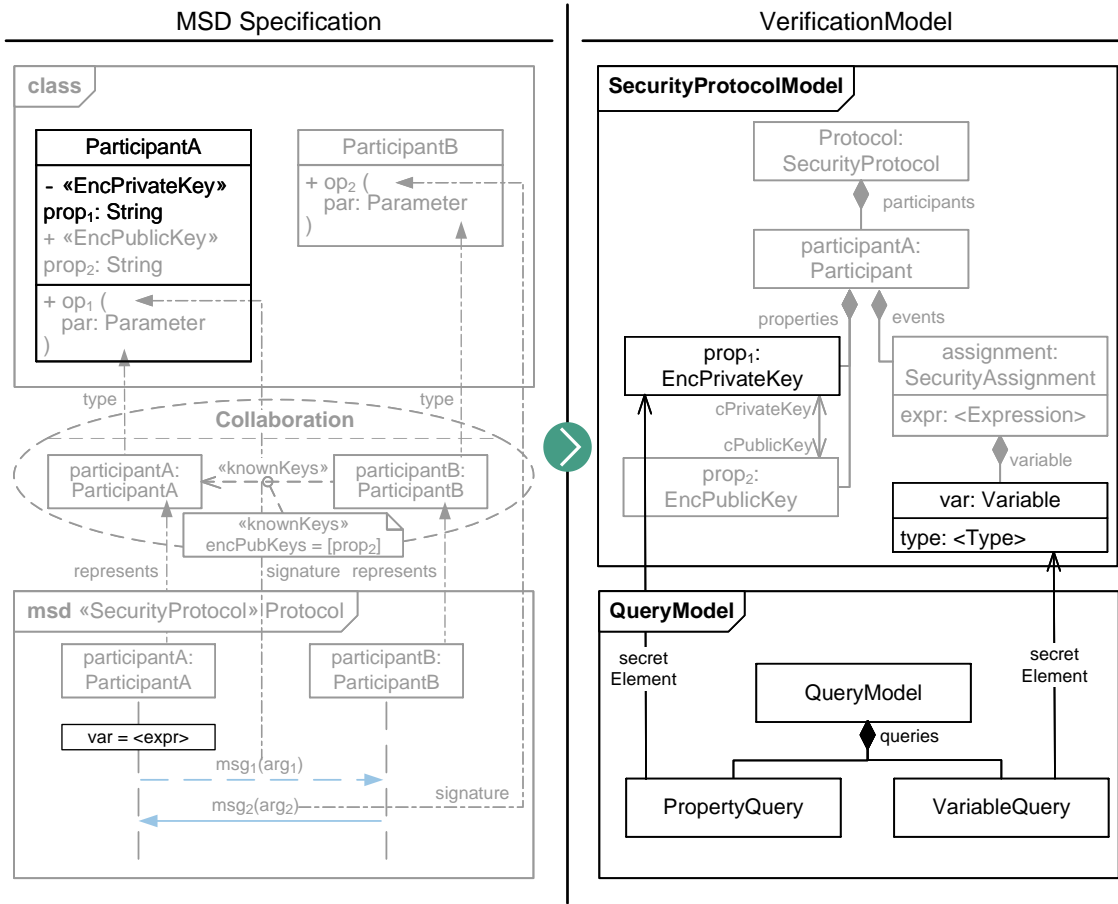 MSD Specification
VerificationModel
class
ParticipantA
- «EncPrivateKey»
prop₁: String
+ «EncPublicKey»
prop₂: String
+ op₁ (
par: Parameter
)
ParticipantB
+ op₂ (
par: Parameter
)
type
type
Collaboration
participantA:
ParticipantA
«knownKeys»
participantB:
ParticipantB
«knownKeys»
encPubKeys = [prop₂]
represents
signature
represents
msd «SecurityProtocol» Protocol
participantA:
ParticipantA
participantB:
ParticipantB
var = <expr>
msg₁(arg₁)
msg₂(arg₂)
signature
SecurityProtocolModel
Protocol:
SecurityProtocol
participants
participantA:
Participant
properties
events
prop₁:
EncPrivateKey
assignment:
SecurityAssignment
expr: <Expression>
cPrivateKey
cPublicKey
prop₂:
EncPublicKey
variable
var: Variable
type: <Type>
QueryModel
secret
Element
secret
Element
QueryModel
queries
PropertyQuery
VariableQuery